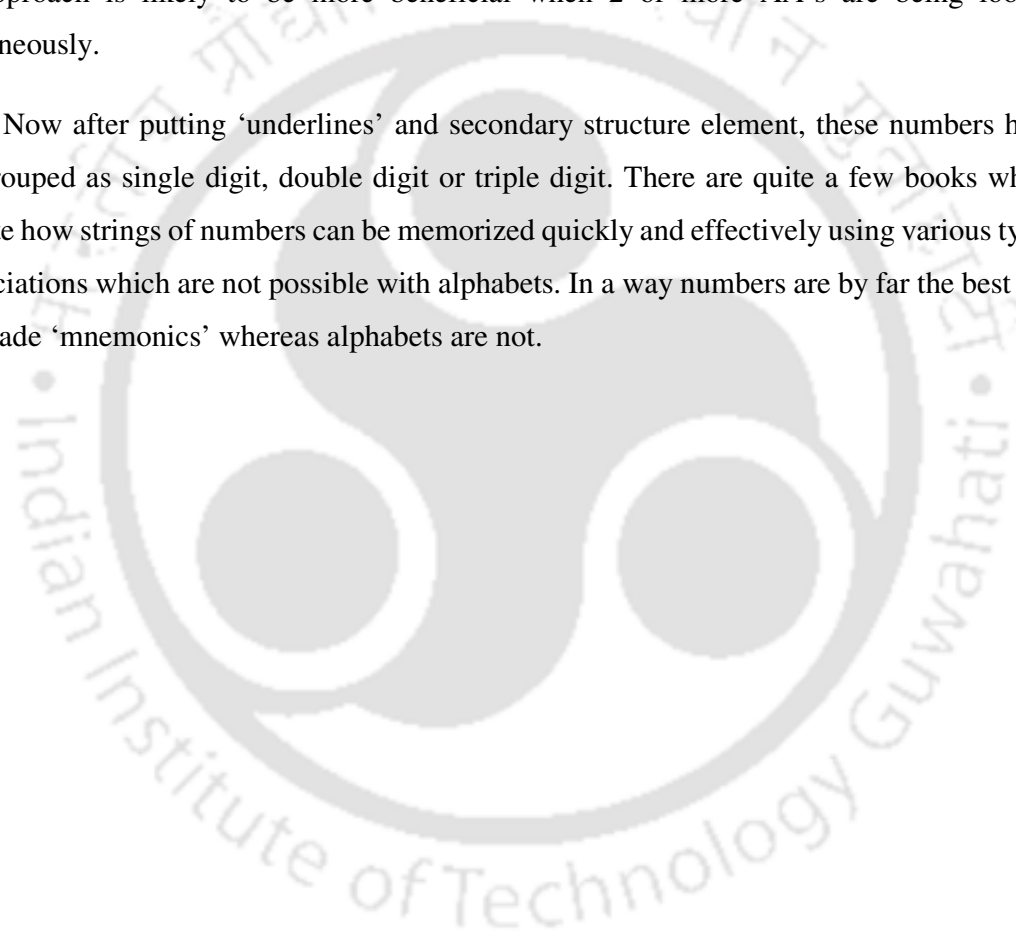 approach is likely to be more beneficial when 2 or more AA's are being
neously.
Now after putting ‘underlines’ and secondary structure element, these numbers h
rouped as single digit, double digit or triple digit. There are quite a few books wh
te how strings of numbers can be memorized quickly and effectively using various ty
ciations which are not possible with alphabets. In a way numbers are by far the best
ade ‘mnemonics’ whereas alphabets are not.
Indian Institute of Technology Guwahati